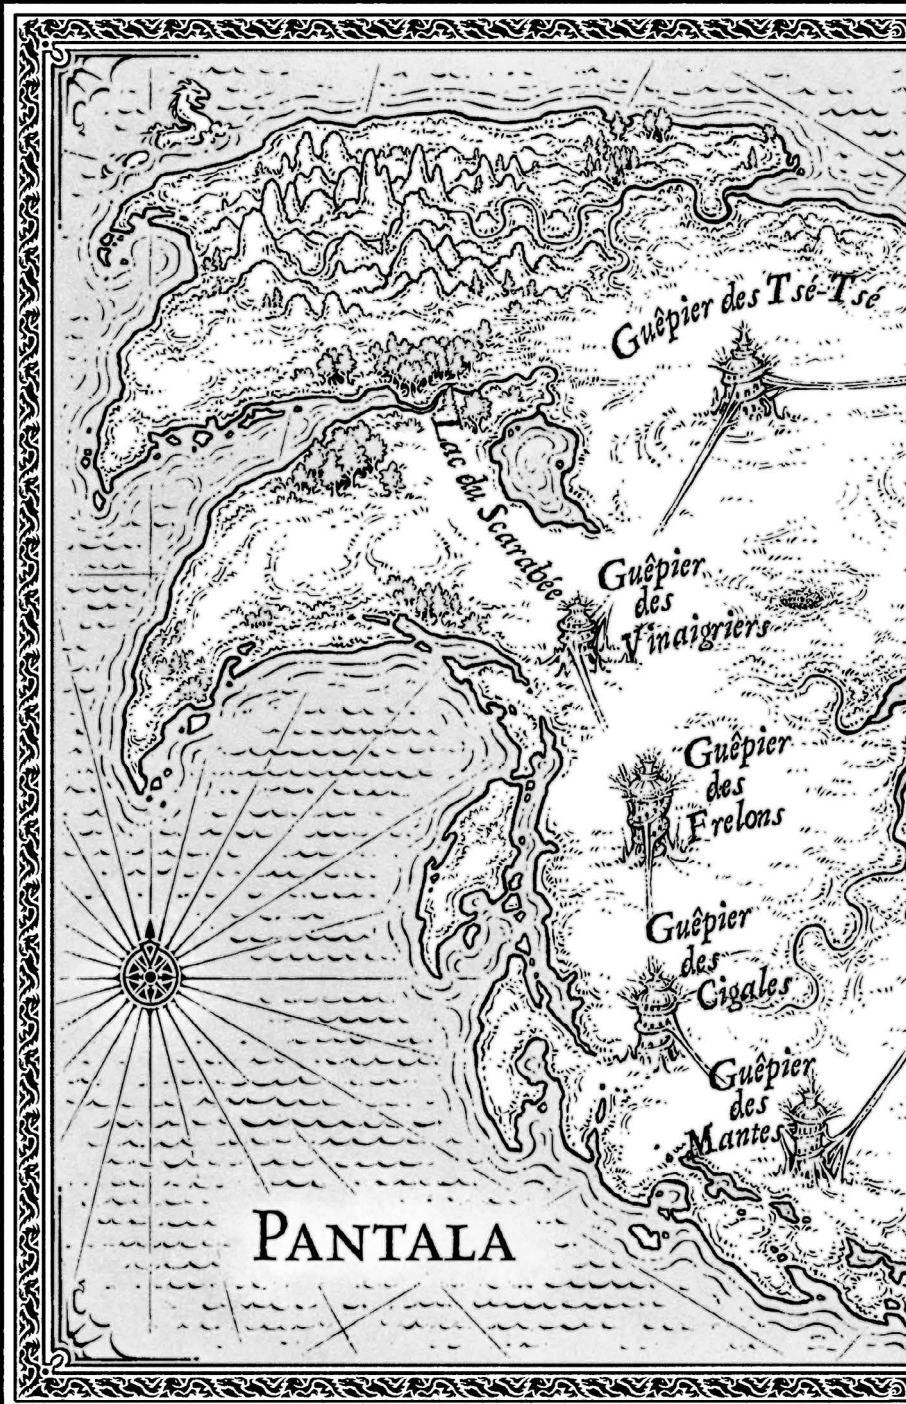 Guêpier des Tsé-Tsé
Lac du Scarabée
Guêpier
des
Vinaigriers
Guêpier
des
Frelons
Guêpier
des
Cigales
Guêpier
des
Mantes
PANTALA